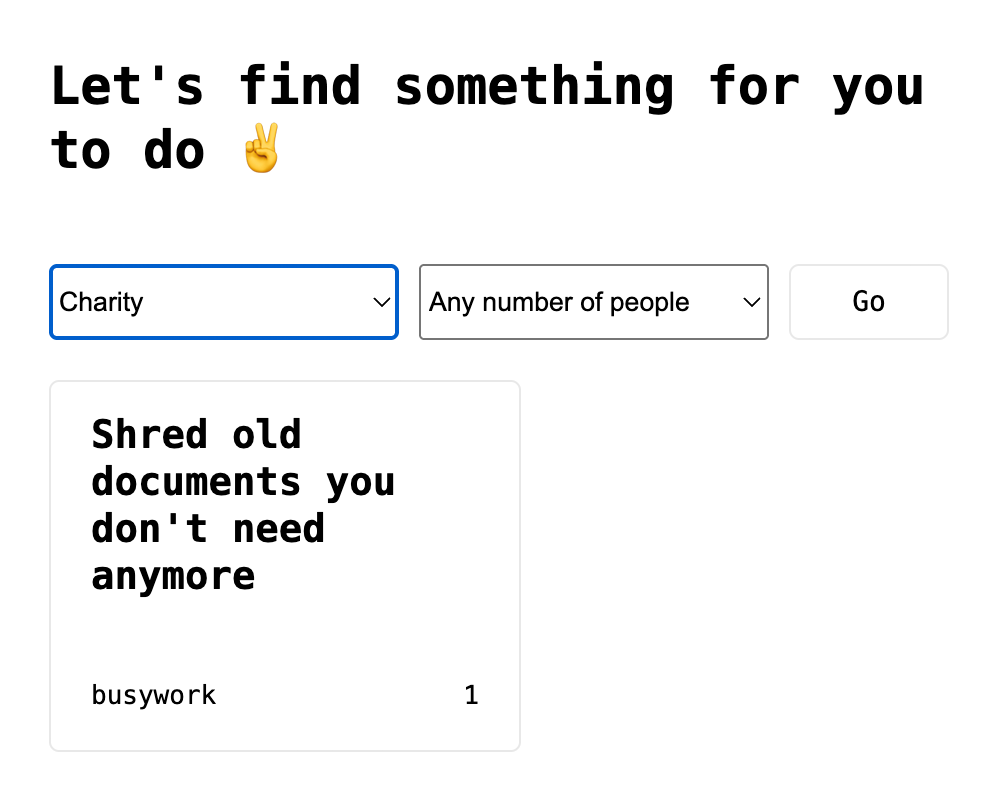 Let's find something for you
to do ✌️
Charity
Any number of people
Go
Shred old
documents you
don't need
anymore
busywork
1